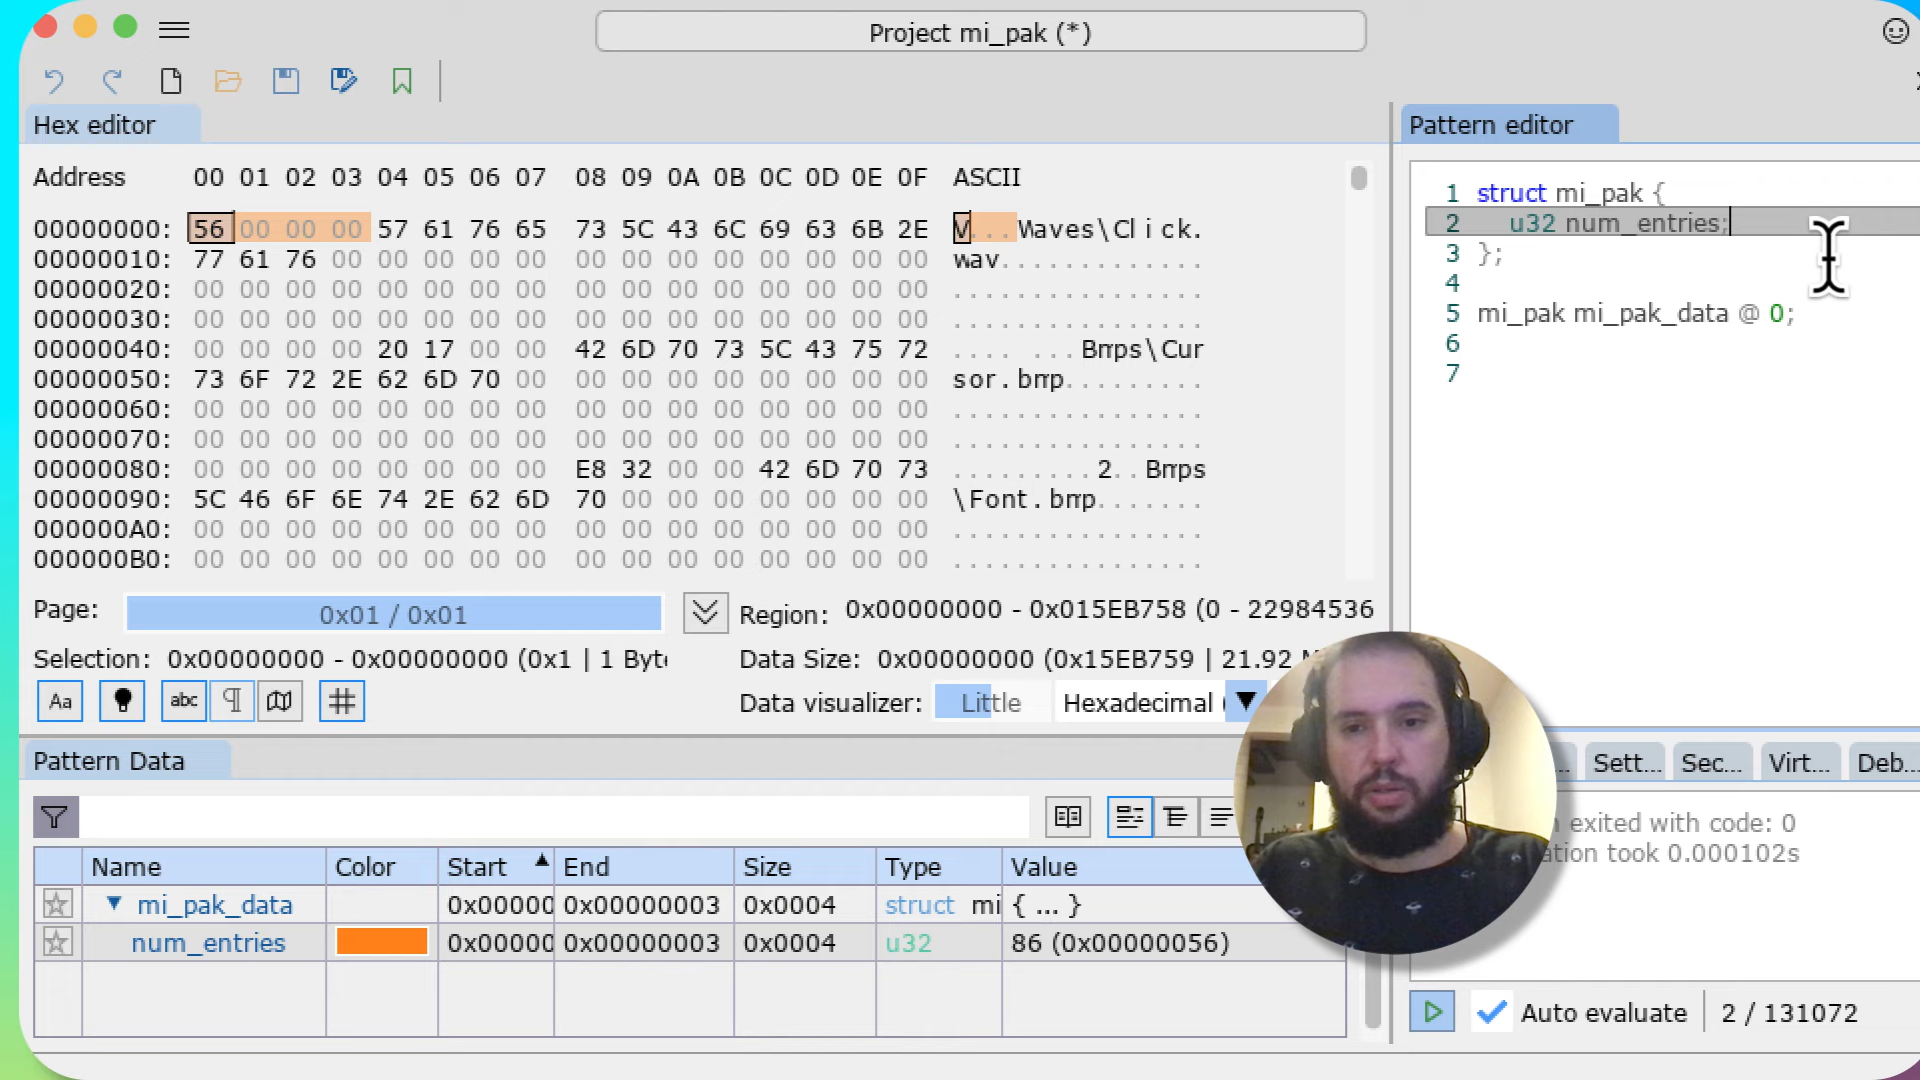 Project mi_pak (*)
Hex editor
Address 00 01 02 03 04 05 06 07 08 09 0A 0B 0C 0D 0E 0F ASCII
00000000: 56 00 00 00 57 61 76 65 73 5C 43 6C 69 63 6B 2E V...Waves\Click.
00000010: 77 61 76 00 00 00 00 00 00 00 00 00 00 00 00 00 wav.............
00000020: 00 00 00 00 00 00 00 00 00 00 00 00 00 00 00 00 ................
00000030: 00 00 00 00 00 00 00 00 00 00 00 00 00 00 00 00 ................
00000040: 00 00 00 00 20 17 00 00 42 6D 70 73 5C 43 75 72 .... ...Bmps\Cur
00000050: 73 6F 72 2E 62 6D 70 00 00 00 00 00 00 00 00 00 sor.bmp.........
00000060: 00 00 00 00 00 00 00 00 00 00 00 00 00 00 00 00 ................
00000070: 00 00 00 00 00 00 00 00 00 00 00 00 00 00 00 00 ................
00000080: 00 00 00 00 00 00 00 00 E8 32 00 00 42 6D 70 73 .........2..Bmps
00000090: 5C 46 6F 6E 74 2E 62 6D 70 00 00 00 00 00 00 00 \Font.bmp.......
000000A0: 00 00 00 00 00 00 00 00 00 00 00 00 00 00 00 00 ................
000000B0: 00 00 00 00 00 00 00 00 00 00 00 00 00 00 00 00 ................
Page: 0x01 / 0x01
Region: 0x00000000 - 0x015EB758 (0 - 22984536
Selection: 0x00000000 - 0x00000000 (0x1 | 1 Byte
Data Size: 0x00000000 (0x15EB759 | 21.92
Aa abc
Data visualizer: Little Hexadecimal
Pattern editor
1 struct mi_pak {
2 u32 num_entries;
3 };
4
5 mi_pak mi_pak_data @ 0;
6
7
Pattern Data
Name Color Start End Size Type Value
mi_pak_data 0x00000 0x00000003 0x0004 struct mi { ... }
num_entries 0x00000 0x00000003 0x0004 u32 86 (0x00000056)
Sett... Sec... Virt... Deb...
exited with code: 0
took 0.000102s
Auto evaluate 2 / 131072